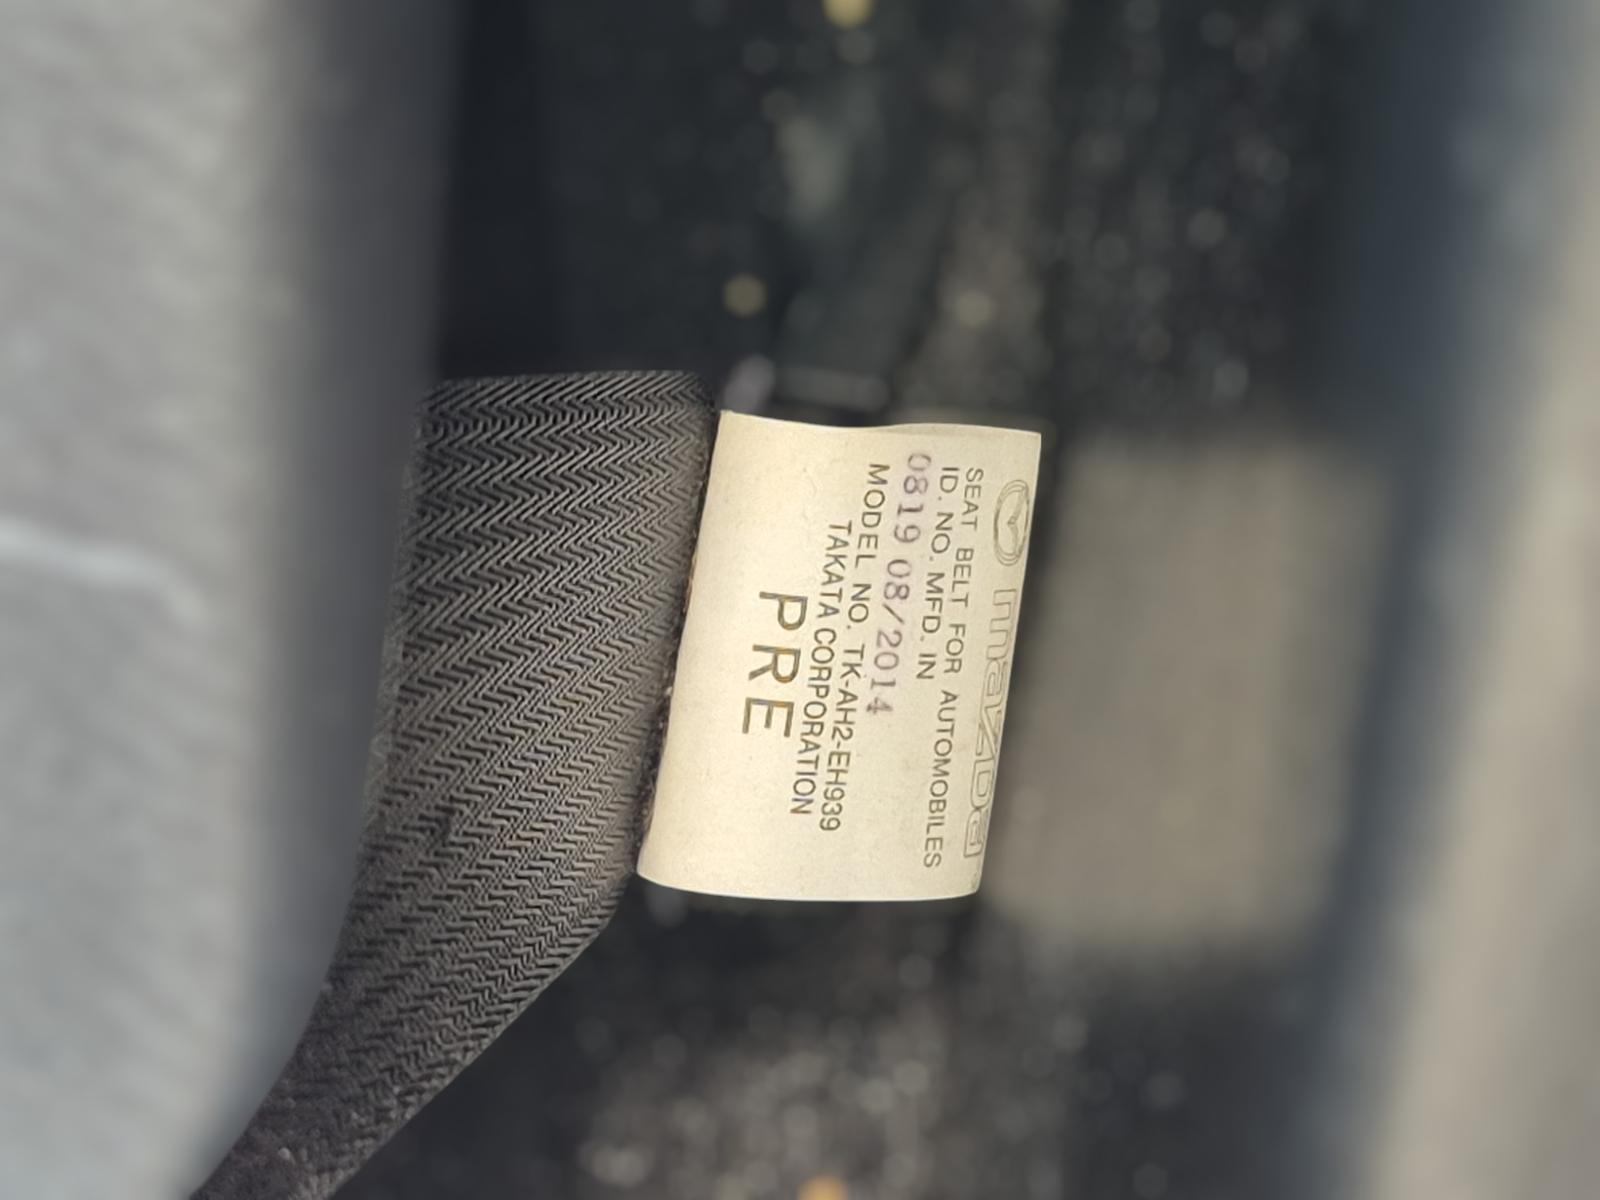 mazda
SEAT BELT FOR AUTOMOBILES
ID. NO. MFD. IN
0819 08/2014
MODEL NO. TK-AH2-EH939
TAKATA CORPORATION
PRE